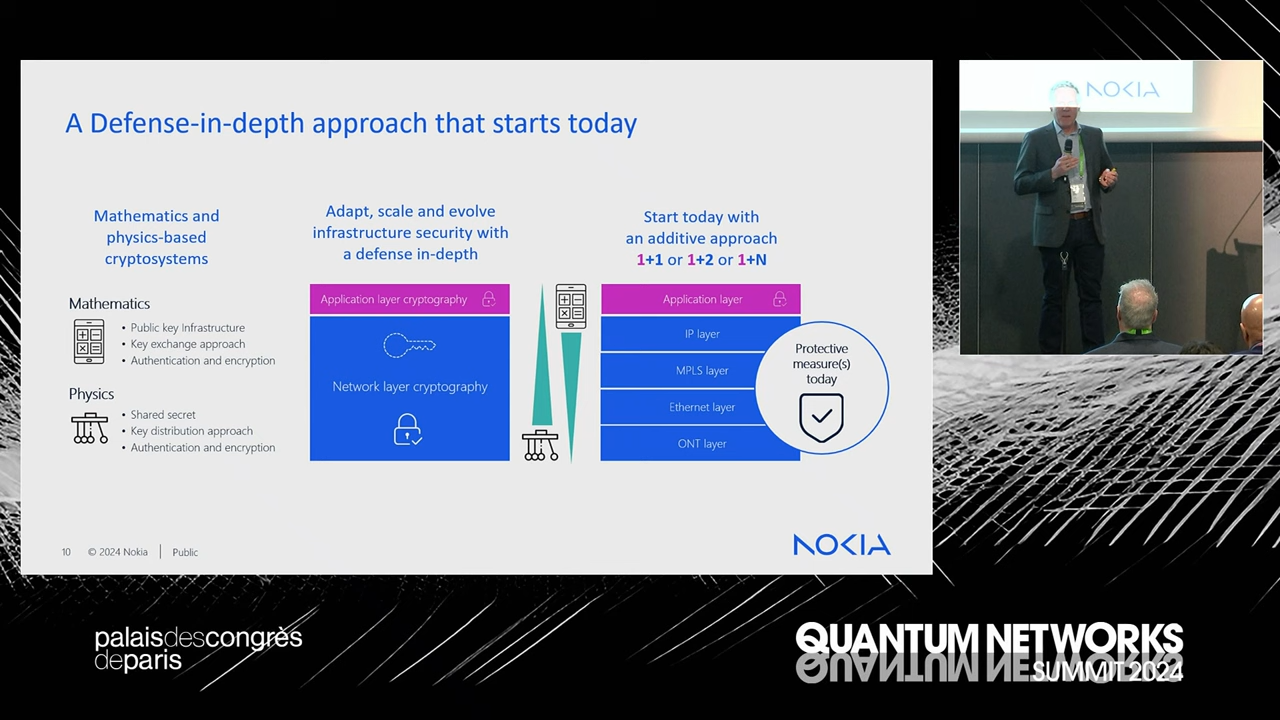 A Defense-in-depth approach that starts today
Mathematics and
physics-based
cryptosystems
Mathematics
• Public key Infrastructure
• Key exchange approach
• Authentication and encryption
Physics
• Shared secret
• Key distribution approach
• Authentication and encryption
Adapt, scale and evolve
infrastructure security with
a defense in-depth
Application layer cryptography
Network layer cryptography
Start today with
an additive approach
1+1 or 1+2 or 1+N
Application layer
IP layer
MPLS layer
Ethernet layer
ONT layer
Protective
measure(s)
today
10 © 2024 Nokia | Public
NOKIA
NOKIA
palaisdescongrès
deparis
QUANTUM NETWORKS
SUMMIT 2024